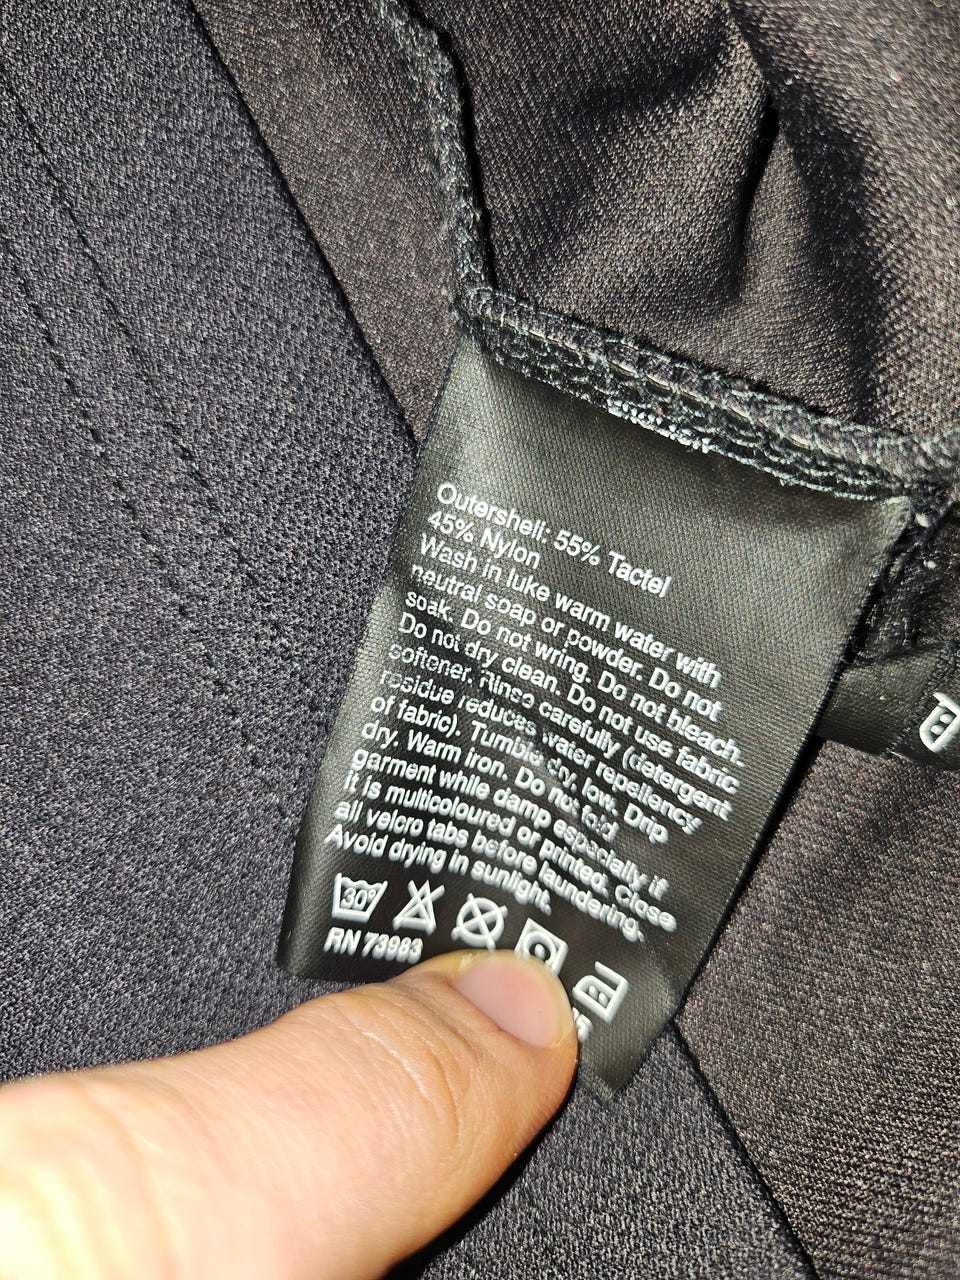 Outershell: 55% Tactel
45% Nylon
Wash in luke warm water with
neutral soap or powder. Do not
soak. Do not wring. Do not bleach.
Do not dry clean. Do not use fabric
softener. Rinse carefully (detergent
residue reduces water repellency
of fabric). Tumble dry, low. Drip
dry. Warm iron. Do not fold
garment while damp especially if
it is multicoloured or printed. Close
all velcro tabs before laundering.
Avoid drying in sunlight.
30°
RN 73983